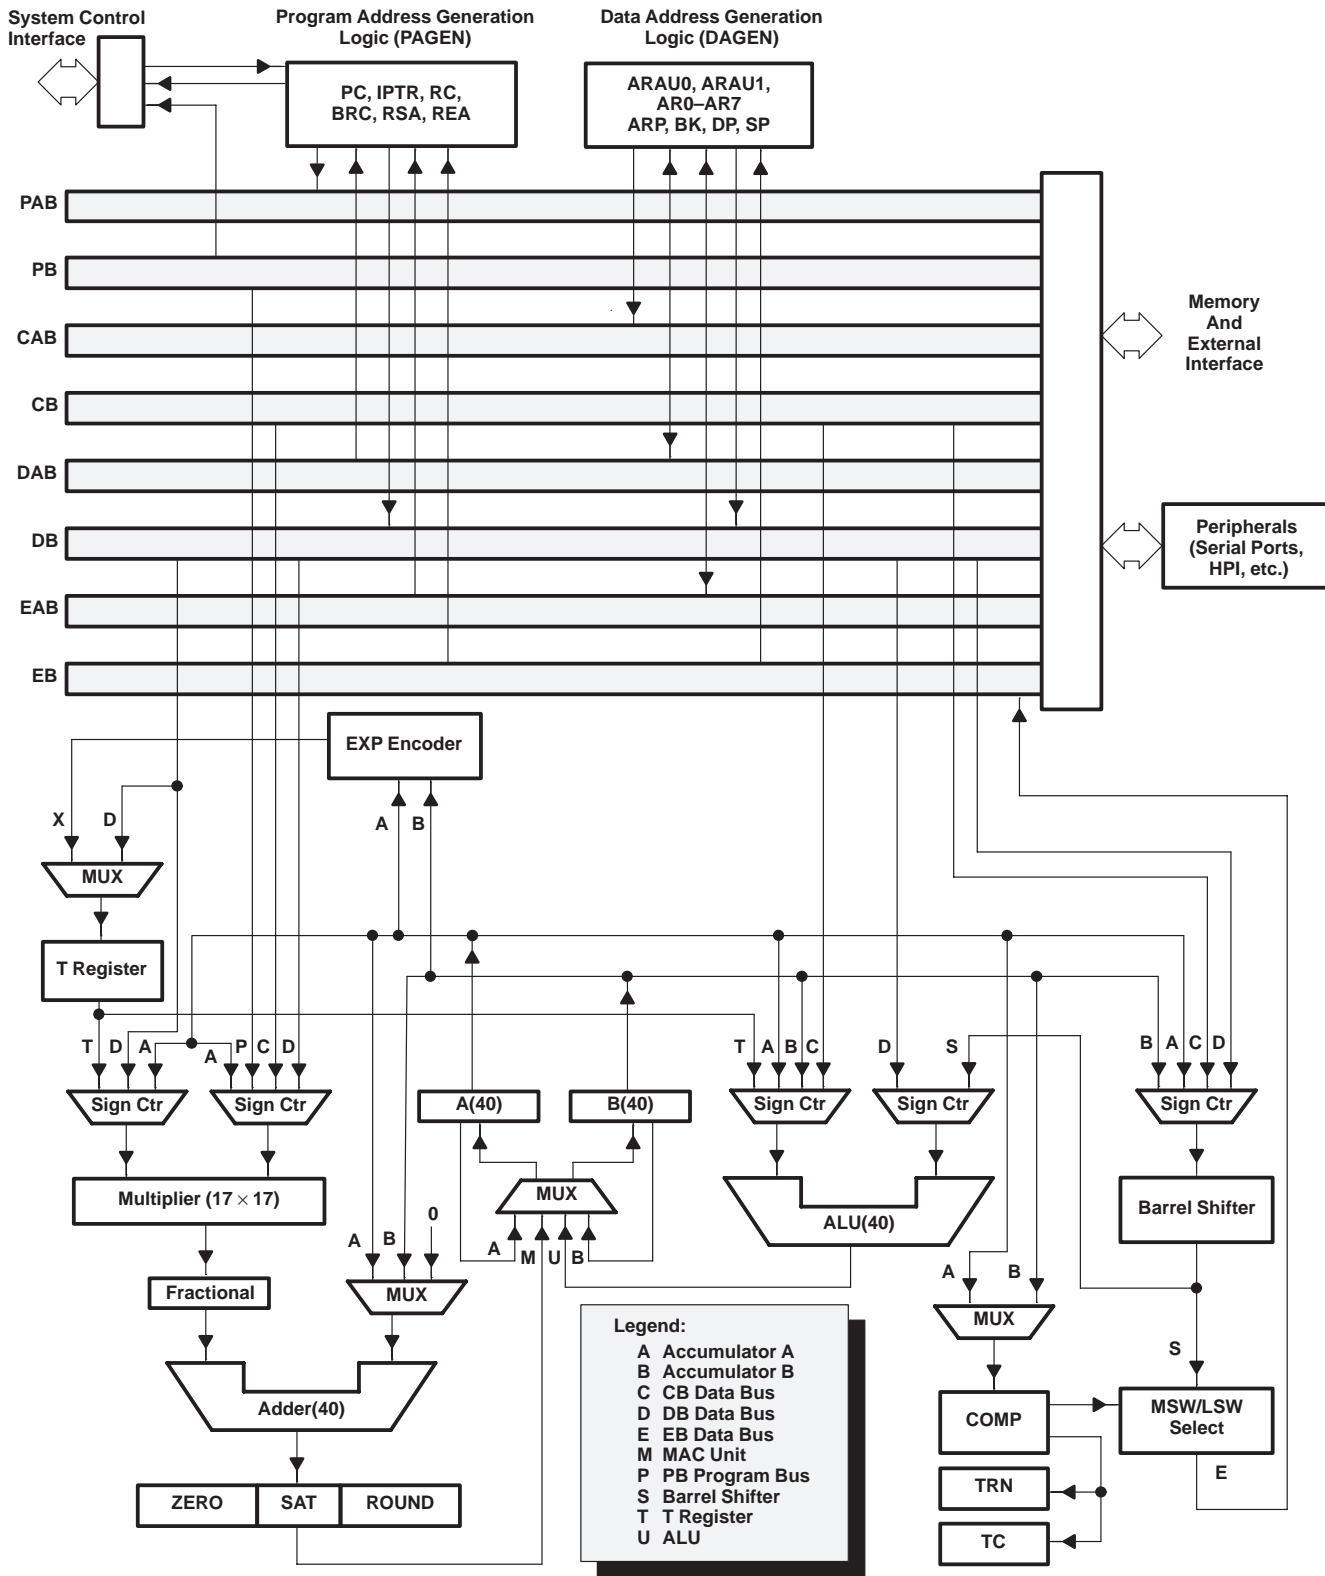 System Control
Interface
Program Address Generation
Logic (PAGEN)
Data Address Generation
Logic (DAGEN)
PC, IPTR, RC,
BRC, RSA, REA
ARAU0, ARAU1,
AR0–AR7
ARP, BK, DP, SP
PAB
PB
CAB
CB
DAB
DB
EAB
EB
Memory
And
External
Interface
Peripherals
(Serial Ports,
HPI, etc.)
EXP Encoder
X
D
A
B
MUX
T Register
T
D
A
A
P
C
D
T
A
B
C
D
S
B
A
C
D
Sign Ctr
Sign Ctr
A(40)
B(40)
Sign Ctr
Sign Ctr
Sign Ctr
Multiplier (17 × 17)
MUX
ALU(40)
Barrel Shifter
A
B
0
A
M
U
B
A
B
Fractional
MUX
MUX
S
Adder(40)
COMP
MSW/LSW
Select
E
ZERO
SAT
ROUND
TRN
TC
Legend:
A Accumulator A
B Accumulator B
C CB Data Bus
D DB Data Bus
E EB Data Bus
M MAC Unit
P PB Program Bus
S Barrel Shifter
T T Register
U ALU